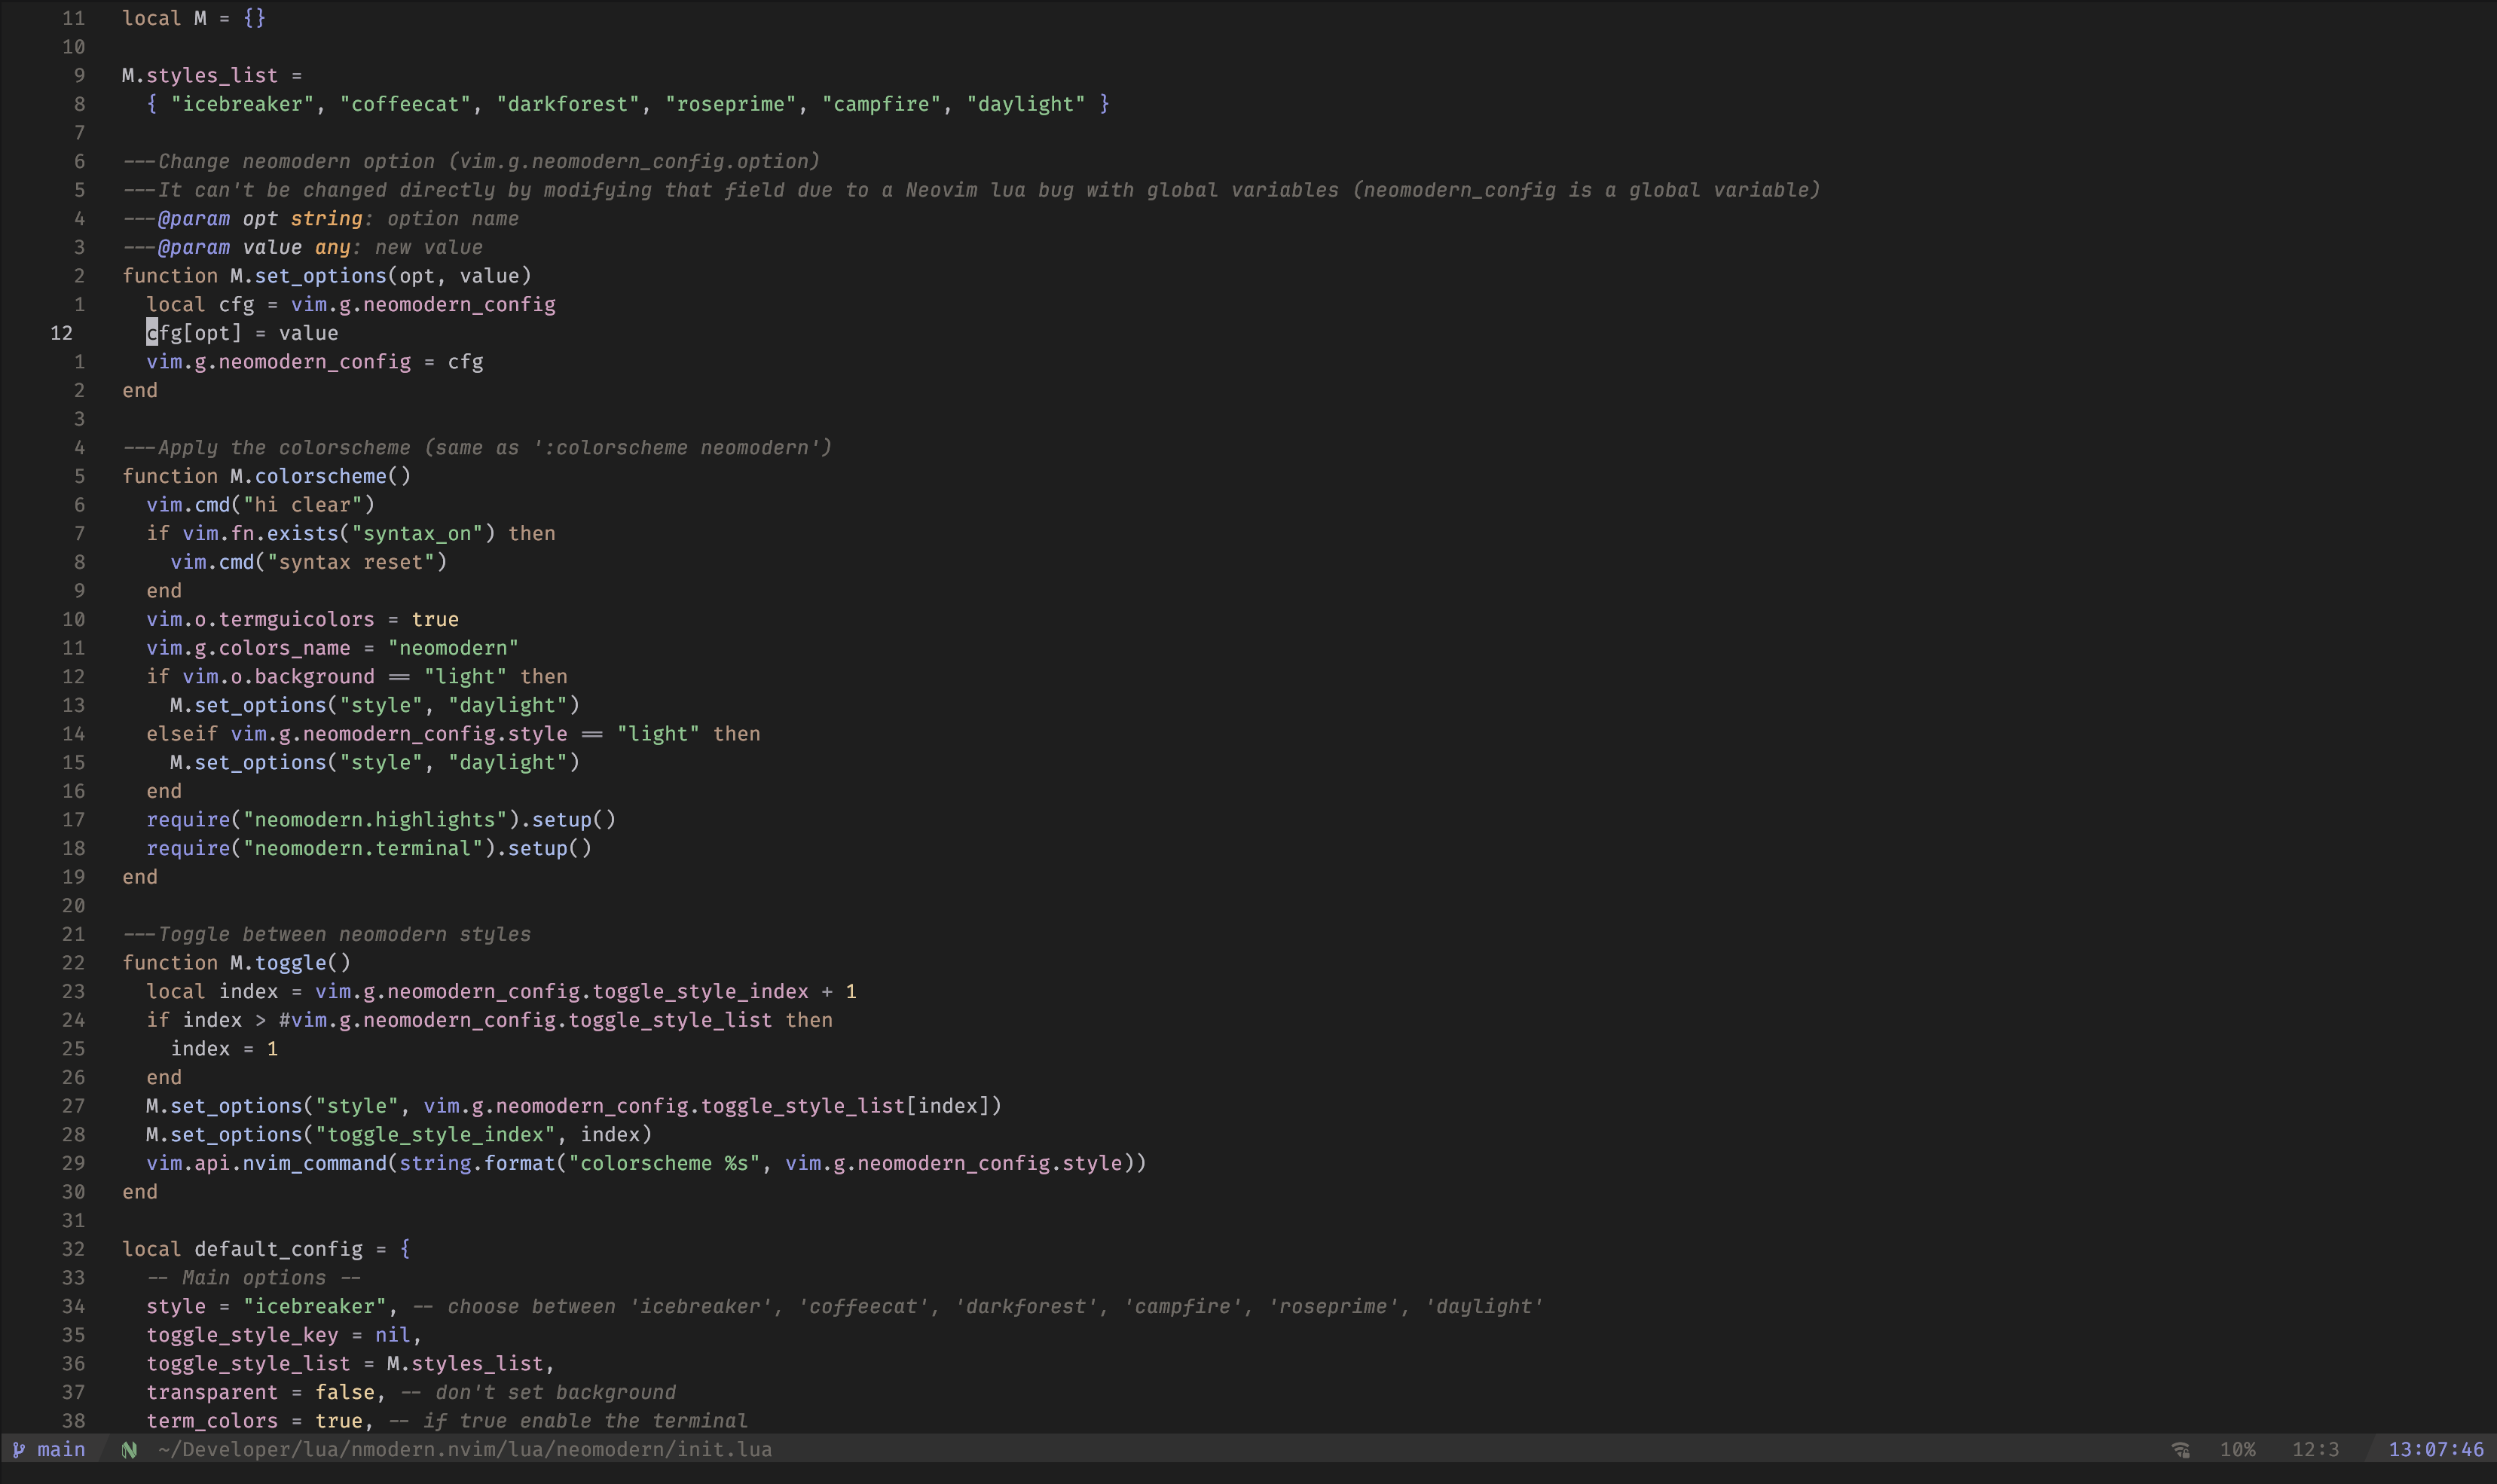 11 local M = {}
10
9 M.styles_list =
8 { "icebreaker", "coffeecat", "darkforest", "roseprime", "campfire", "daylight" }
7
6 ---Change neomodern option (vim.g.neomodern_config.option)
5 ---It can't be changed directly by modifying that field due to a Neovim lua bug with global variables (neomodern_config is a global variable)
4 ---@param opt string: option name
3 ---@param value any: new value
2 function M.set_options(opt, value)
1 local cfg = vim.g.neomodern_config
12 cfg[opt] = value
1 vim.g.neomodern_config = cfg
2 end
3
4 ---Apply the colorscheme (same as ':colorscheme neomodern')
5 function M.colorscheme()
6 vim.cmd("hi clear")
7 if vim.fn.exists("syntax_on") then
8 vim.cmd("syntax reset")
9 end
10 vim.o.termguicolors = true
11 vim.g.colors_name = "neomodern"
12 if vim.o.background == "light" then
13 M.set_options("style", "daylight")
14 elseif vim.g.neomodern_config.style == "light" then
15 M.set_options("style", "daylight")
16 end
17 require("neomodern.highlights").setup()
18 require("neomodern.terminal").setup()
19 end
20
21 ---Toggle between neomodern styles
22 function M.toggle()
23 local index = vim.g.neomodern_config.toggle_style_index + 1
24 if index > #vim.g.neomodern_config.toggle_style_list then
25 index = 1
26 end
27 M.set_options("style", vim.g.neomodern_config.toggle_style_list[index])
28 M.set_options("toggle_style_index", index)
29 vim.api.nvim_command(string.format("colorscheme %s", vim.g.neomodern_config.style))
30 end
31
32 local default_config = {
33 -- Main options --
34 style = "icebreaker", -- choose between 'icebreaker', 'coffeecat', 'darkforest', 'campfire', 'roseprime', 'daylight'
35 toggle_style_key = nil,
36 toggle_style_list = M.styles_list,
37 transparent = false, -- don't set background
38 term_colors = true, -- if true enable the terminal
main ~/Developer/lua/nmodern.nvim/lua/neomodern/init.lua 10% 12:3 13:07:46